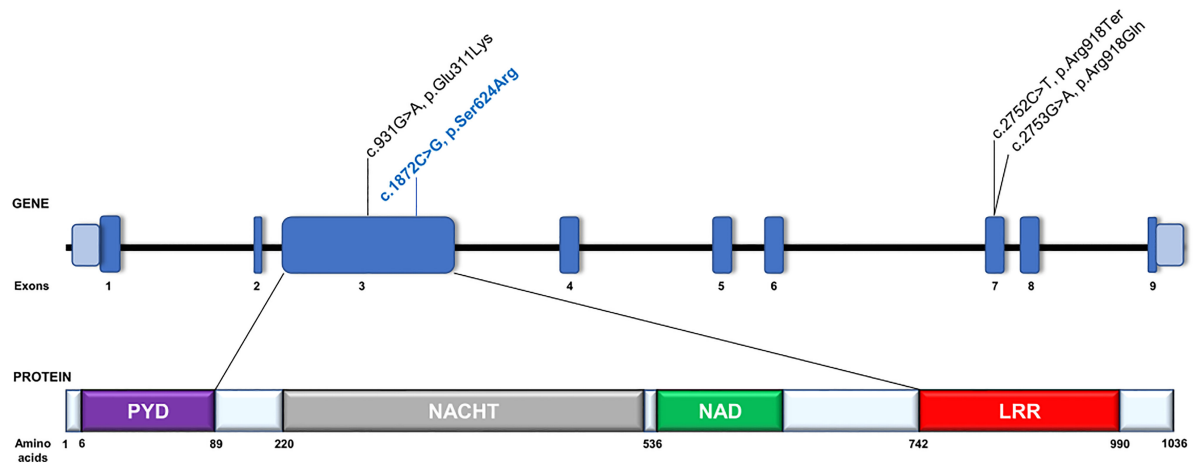 c.931G>A, p.Glu311Lys
c.1872C>G, p.Ser624Arg
c.2752C>T, p.Arg918Ter
c.2753G>A, p.Arg918Gln
GENE
Exons 1 2 3 4 5 6 7 8 9
PROTEIN
PYD NACHT NAD LRR
Amino acids 1 6 89 220 536 742 990 1036